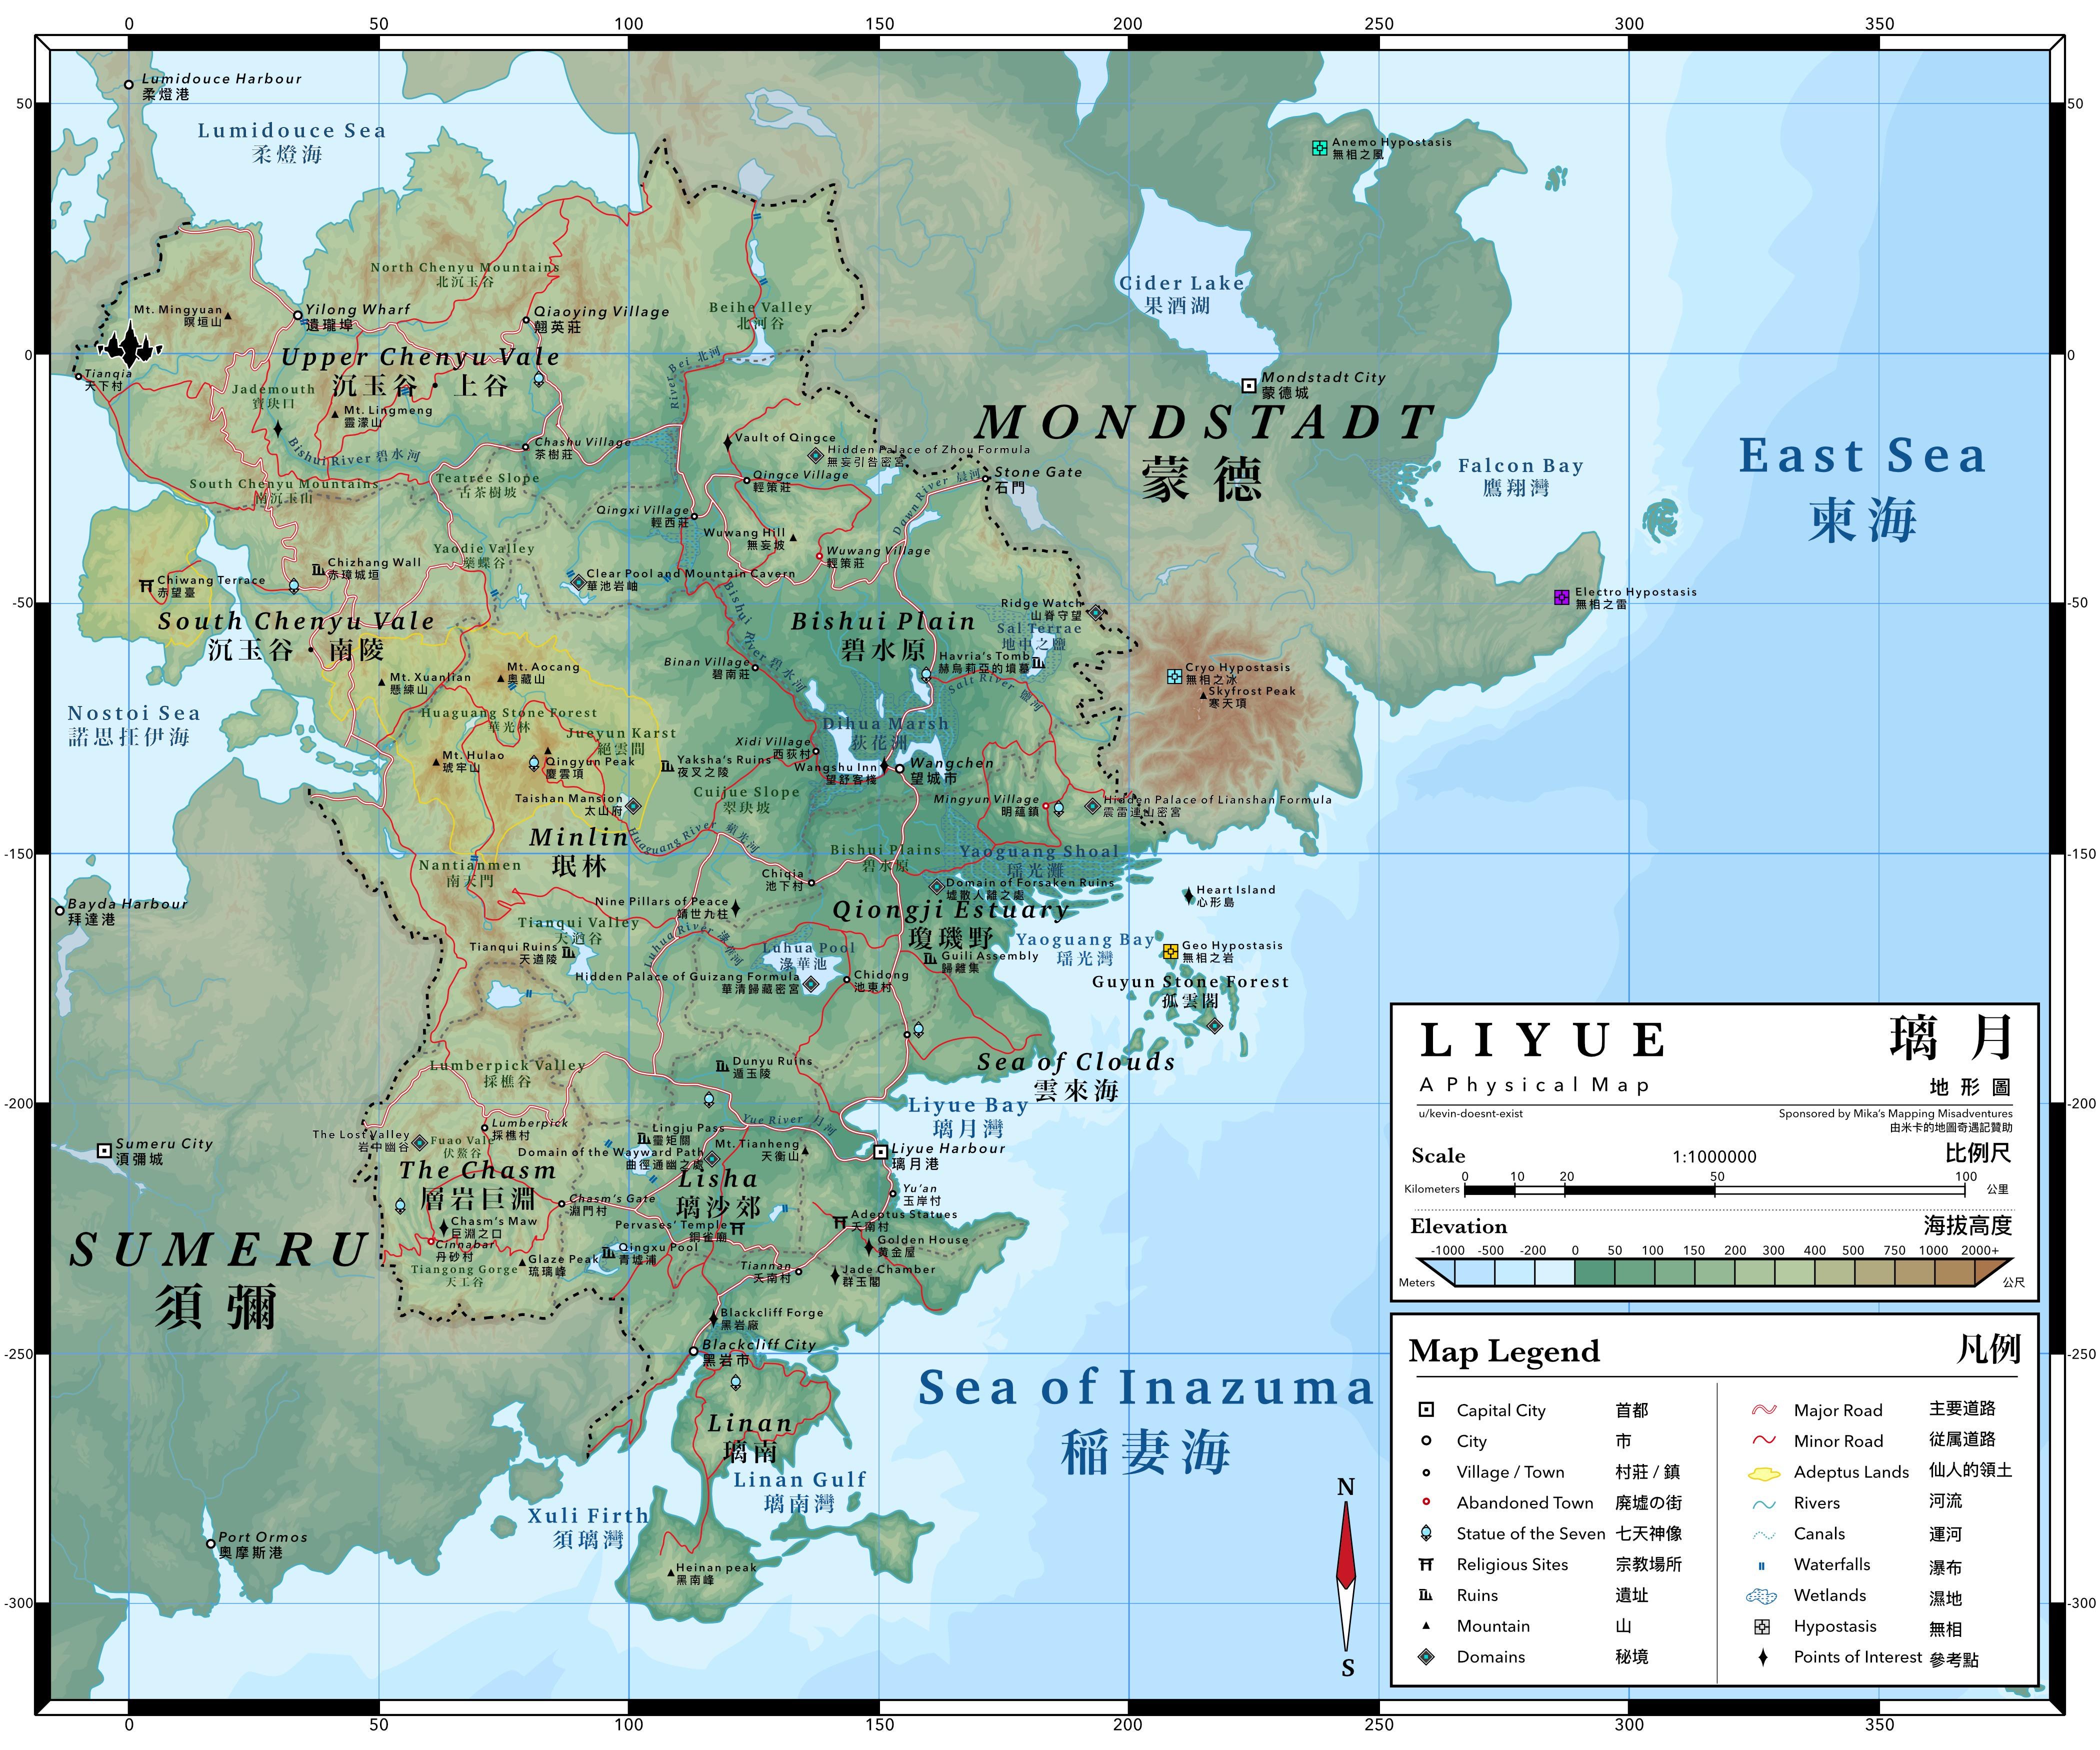 0 50 100 150 200 250 300 350
50
0
-50
-100
-150
-200
-250
-300
50
0
-50
-150
-200
-250
-300
Lumidouce Harbour
柔燈港
Lumidouce Sea
柔燈海
Anemo Hypostasis
無相之風
North Chenyu Mountains
北沉玉谷
Cider Lake
果酒湖
Mt. Mingyuan
暝垣山
Yilong Wharf
遺瓏埠
Qiaoying Village
翹英莊
Beihe Valley
北河谷
Upper Chenyu Vale
沉玉谷・上谷
River Bei 北河
Tianqia
天下村
Jademouth
寶玦口
Mt. Lingmeng
靈濛山
Mondstadt City
蒙德城
MONDSTADT
蒙德
Bishui River 碧水河
Chashu Village
茶樹莊
Vault of Qingce
Hidden Palace of Zhou Formula
無妄引咎密宮
South Chenyu Mountains
南沉玉山
Teatree Slope
古茶樹坡
Qingce Village
輕策莊
Dawn River 晨河
Stone Gate
石門
Falcon Bay
鷹翔灣
East Sea
東海
Qingxi Village
輕西莊
Wuwang Hill
無妄坡
Wuwang Village
輕策莊
Yaodie Valley
藥蝶谷
Chizhang Wall
赤璋城垣
Chiwang Terrace
赤望臺
Clear Pool and Mountain Cavern
華池岩岫
Electro Hypostasis
無相之雷
Ridge Watch
山脊守望
South Chenyu Vale
沉玉谷・南陵
Bishui Plain
碧水原
Sal Terrae
地中之鹽
Bishui River 碧水河
Binan Village
碧南莊
Havria's Tomb
赫烏莉亞的墳墓
Mt. Xuanlian
懸練山
Mt. Aocang
奧藏山
Salt River 鹽河
Cryo Hypostasis
無相之冰
Skyfrost Peak
寒天項
Nostoi Sea
諾思抂伊海
Huaguang Stone Forest
華光林
Jueyun Karst
絕雲間
Dihua Marsh
荻花洲
Xidi Village
西荻村
Mt. Hulao
琥牢山
Qingyun Peak
慶雲項
Yaksha's Ruins
夜叉之陵
Wangshu Inn
望舒客棧
Wangchen
望城市
Cuijue Slope
翠玦坡
Taishan Mansion
太山府
Mingyun Village
明蘊鎮
Hidden Palace of Lianshan Formula
震雷連山密宮
Minlin
珉林
Huaguang River 蘋光河
Bishui Plains
碧水原
Yaoguang Shoal
瑤光灘
Nantianmen
南天門
Chiqia
池下村
Domain of Forsaken Ruins
墟散人離之處
Heart Island
心形島
Bayda Harbour
拜達港
Nine Pillars of Peace
靖世九柱
Qiongji Estuary
瓊璣野
Tianqui Valley
天遒谷
Luhua River 淥華河
Tianqui Ruins
天遒陵
Luhua Pool
淥華池
Yaoguang Bay
瑤光灣
Geo Hypostasis
無相之岩
Guili Assembly
歸離集
Hidden Palace of Guizang Formula
華清歸藏密宮
Chidong
池東村
Guyun Stone Forest
孤雲閣
Sea of Clouds
雲來海
Dunyu Ruins
遁玉陵
Lumberpick Valley
採樵谷
Liyue Bay
璃月灣
Yue River 月河
Lumberpick
採樵村
The Lost Valley
岩中幽谷
Fuao Vale
伏鰲谷
Lingju Pass
靈矩關
Domain of the Wayward Path
曲徑通幽之處
Mt. Tianheng
天衡山
Liyue Harbour
璃月港
Sumeru City
須彌城
The Chasm
層岩巨淵
Lisha
璃沙郊
Yu'an
玉岸村
Chasm's Gate
淵門村
Chasm's Maw
巨淵之口
Pervases' Temple
銅雀廟
Adeptus Statues
夭南村
Cinnabar
丹砂村
Glaze Peak
琉璃峰
Qingxu Pool
青墟浦
Golden House
黄金屋
Tiangong Gorge
天工谷
Tiannan
夭南村
Jade Chamber
群玉閣
SUMERU
須彌
Blackcliff Forge
黑岩廠
Blackcliff City
黑岩市
Sea of Inazuma
稲妻海
Linan
璃南
Linan Gulf
璃南灣
Xuli Firth
須璃灣
Port Ormos
奧摩斯港
Heinan peak
黑南峰
N
S
LIYUE 璃月
A Physical Map 地形圖
u/kevin-doesnt-exist Sponsored by Mika's Mapping Misadventures
由米卡的地圖奇遇記贊助
Scale 1:1000000 比例尺
0 10 20 50 100
Kilometers 公里
Elevation 海拔高度
-1000 -500 -200 0 50 100 150 200 300 400 500 750 1000 2000+
Meters 公尺
Map Legend 凡例
Capital City 首都
City 市
Village / Town 村莊 / 鎮
Abandoned Town 廃墟の街
Statue of the Seven 七天神像
Religious Sites 宗教場所
Ruins 遺址
Mountain 山
Domains 秘境
Major Road 主要道路
Minor Road 従属道路
Adeptus Lands 仙人的領土
Rivers 河流
Canals 運河
Waterfalls 瀑布
Wetlands 濕地
Hypostasis 無相
Points of Interest 參考點
0 50 100 150 200 250 300 350